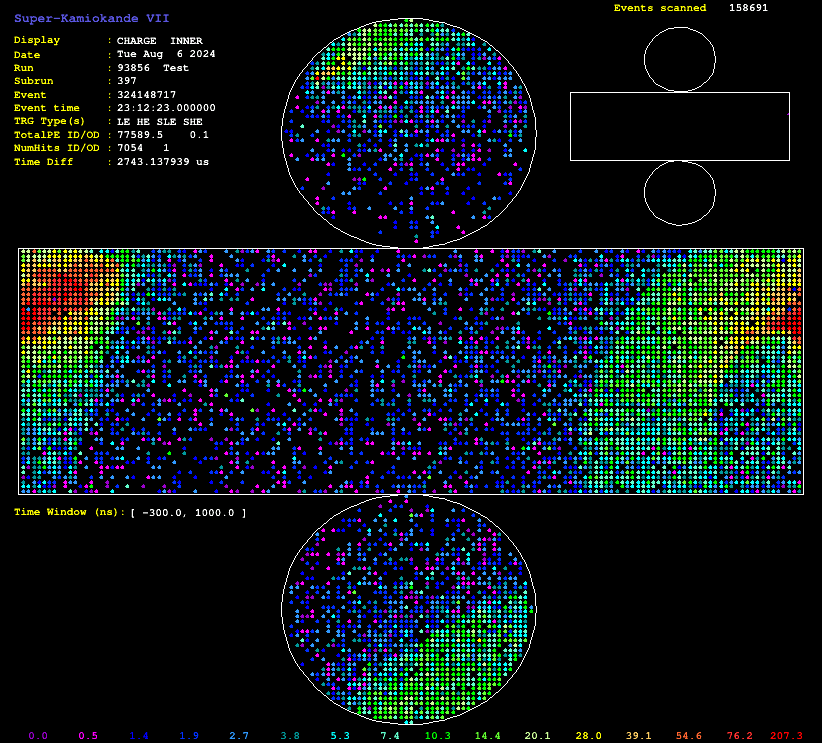 Super-Kamiokande VII
Events scanned 158691
Display : CHARGE INNER
Date : Tue Aug 6 2024
Run : 93856 Test
Subrun : 397
Event : 324148717
Event time : 23:12:23.000000
TRG Type(s) : LE HE SLE SHE
TotalPE ID/OD : 77589.5 0.1
NumHits ID/OD : 7054 1
Time Diff : 2743.137939 us
Time Window (ns): [ -300.0, 1000.0 ]
0.0 0.5 1.4 1.9 2.7 3.8 5.3 7.4 10.3 14.4 20.1 28.0 39.1 54.6 76.2 207.3